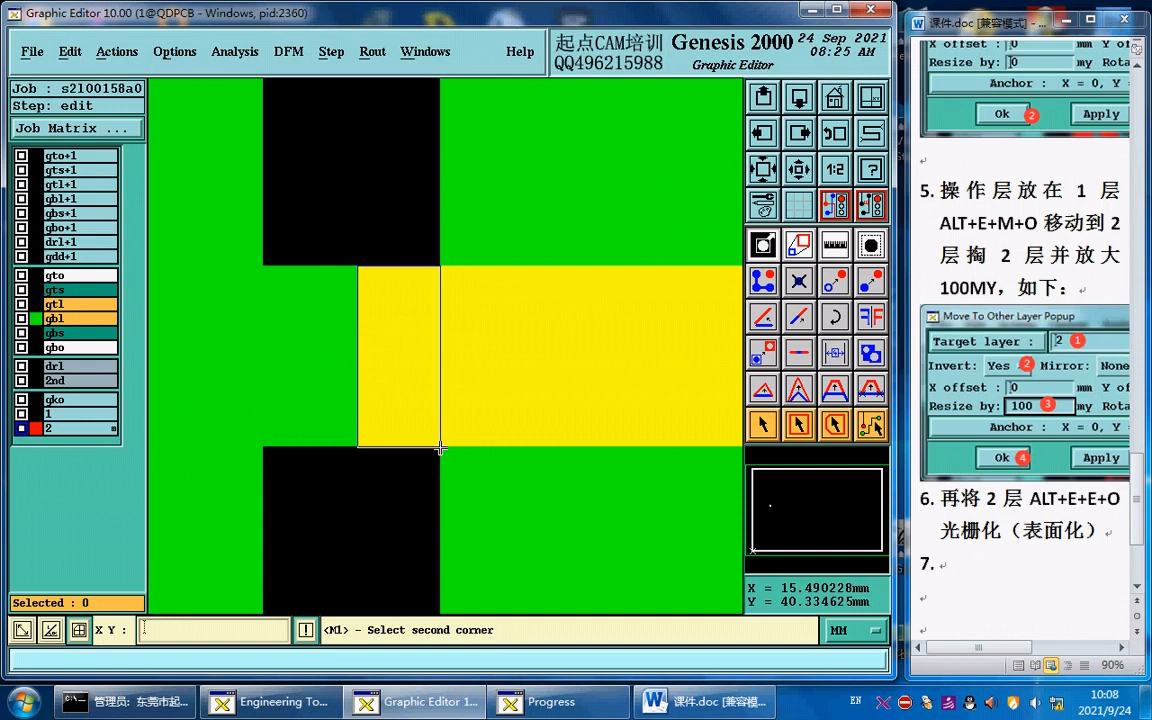 Graphic Editor 10.00 (1@QDPCB - Windows, pid:2360)
File Edit Actions Options Analysis DFM Step Rout Windows Help
起点CAM培训
QQ496215988
Genesis 2000
24 Sep 2021
08:25 AM
Graphic Editor
Job : s2100158a0
Step: edit
Job Matrix ...
gto+1
gts+1
gtl+1
gbl+1
gbs+1
gbo+1
drl+1
gdd+1
gto
gts
gtl
gbl
gbs
gbo
drl
2nd
gko
1
2
Selected : 0
1:2
?
X = 15.490228mm
Y = 40.334625mm
X Y :
! <M1> - Select second corner
MM
课件.doc [兼容模式] - ...
X offset : 0 mm Y of
Resize by: 0 mm Rota
Anchor : X = 0, Y =
Ok 2 Apply
5. 操作层放在 1 层
ALT+E+M+O 移动到 2
层掏 2 层并放大
100MY，如下：
Move To Other Layer Popup
Target layer : 2 1
Invert: Yes 2 Mirror: None
X offset : 0 mm Y of
Resize by: 100 3 my Rota
Anchor : X = 0, Y =
Ok 4 Apply
6. 再将 2 层 ALT+E+E+O
光栅化（表面化）
7.
90%
管理员: 东莞市起...
Engineering To...
Graphic Editor 1...
Progress
课件.doc [兼容模...
EN
10:08
2021/9/24